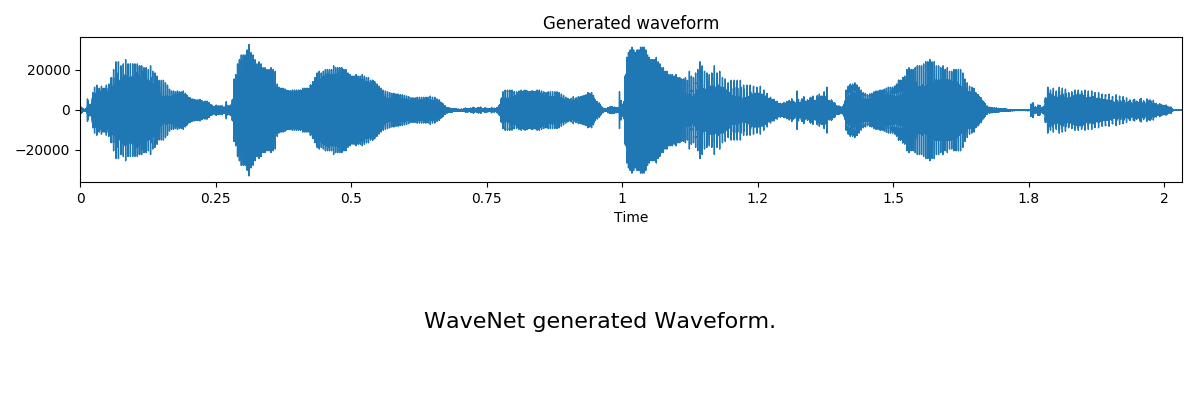 Generated waveform
20000
0
−20000
0 0.25 0.5 0.75 1 1.2 1.5 1.8 2
Time
WaveNet generated Waveform.